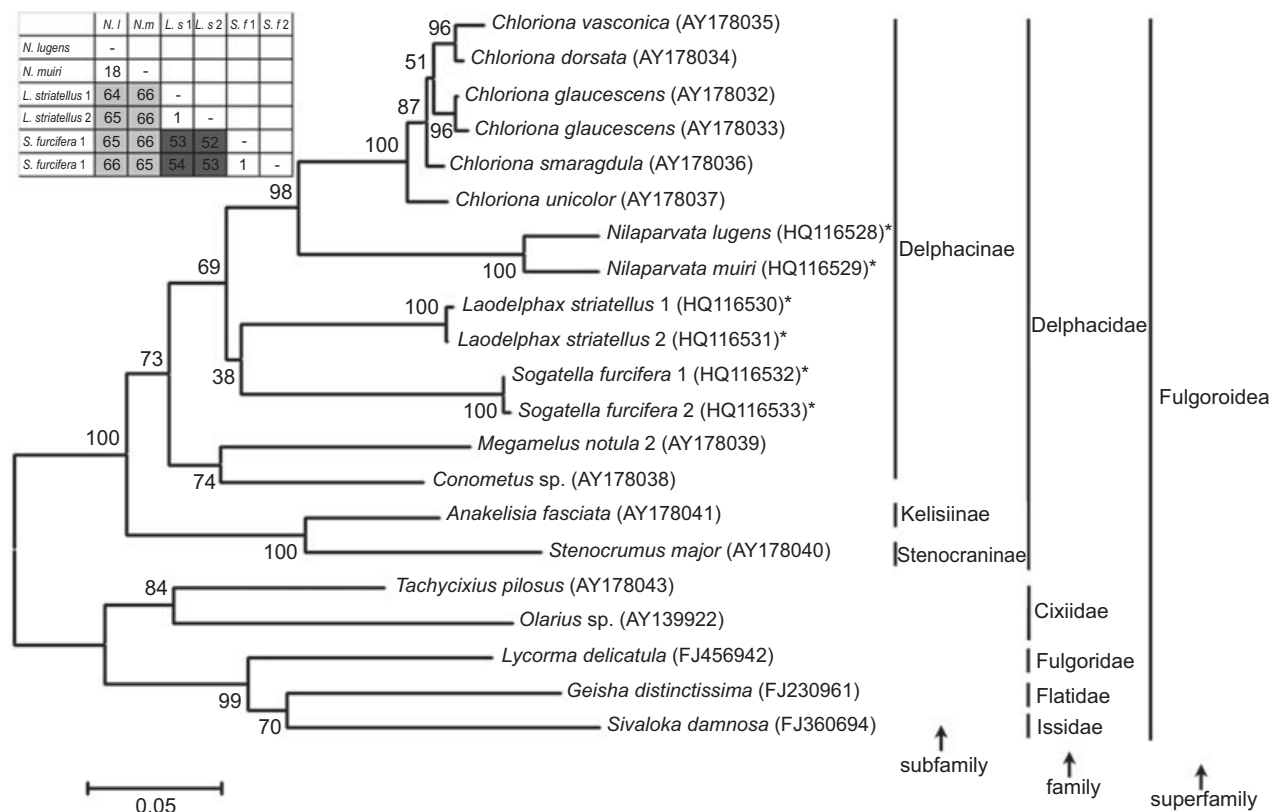 N. l N.m L. s 1 L. s 2 S. f 1 S. f 2
N. lugens -
N. muiri 18 -
L. striatellus 1 64 66 -
L. striatellus 2 65 66 1 -
S. furcifera 1 65 66 53 52 -
S. furcifera 1 66 65 54 53 1 -
96 Chloriona vasconica (AY178035)
Chloriona dorsata (AY178034)
51
Chloriona glaucescens (AY178032)
87
96 Chloriona glaucescens (AY178033)
100
Chloriona smaragdula (AY178036)
98
Chloriona unicolor (AY178037)
Nilaparvata lugens (HQ116528)*
Delphacinae
69
100 Nilaparvata muiri (HQ116529)*
100 Laodelphax striatellus 1 (HQ116530)*
Delphacidae
Laodelphax striatellus 2 (HQ116531)*
73
38
Sogatella furcifera 1 (HQ116532)*
Fulgoroidea
100 Sogatella furcifera 2 (HQ116533)*
100
Megamelus notula 2 (AY178039)
74 Conometus sp. (AY178038)
Anakelisia fasciata (AY178041) Kelisiinae
100 Stenocrumus major (AY178040) Stenocraninae
84 Tachycixius pilosus (AY178043)
Cixiidae
Olarius sp. (AY139922)
Lycorma delicatula (FJ456942) Fulgoridae
99
Geisha distinctissima (FJ230961) Flatidae
70 Sivaloka damnosa (FJ360694) Issidae
subfamily
family
superfamily
0.05